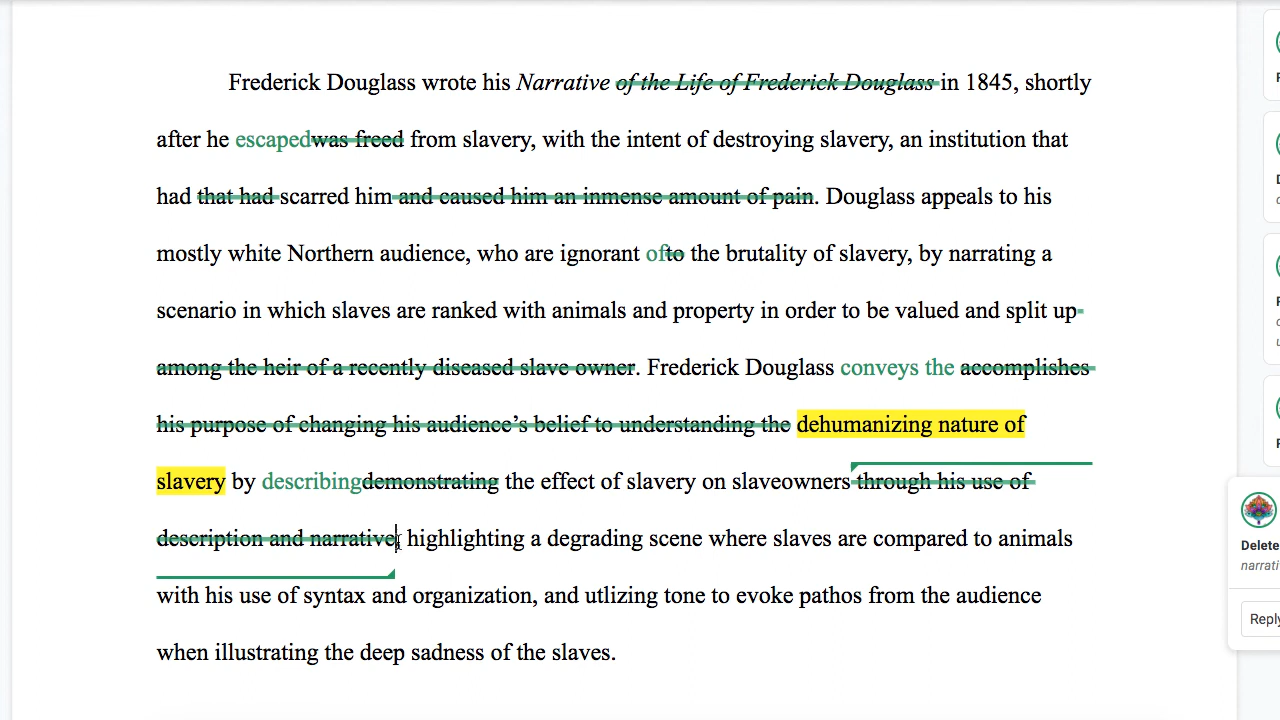 Frederick Douglass wrote his Narrative of the Life of Frederick Douglass in 1845, shortly
after he escapedwas freed from slavery, with the intent of destroying slavery, an institution that
had that had scarred him and caused him an inmense amount of pain. Douglass appeals to his
mostly white Northern audience, who are ignorant ofto the brutality of slavery, by narrating a
scenario in which slaves are ranked with animals and property in order to be valued and split up
among the heir of a recently diseased slave owner. Frederick Douglass conveys the accomplishes
his purpose of changing his audience's belief to understanding the dehumanizing nature of
slavery by describingdemonstrating the effect of slavery on slaveowners through his use of
description and narrative, highlighting a degrading scene where slaves are compared to animals
with his use of syntax and organization, and utlizing tone to evoke pathos from the audience
when illustrating the deep sadness of the slaves.
Delete
narrati
Reply